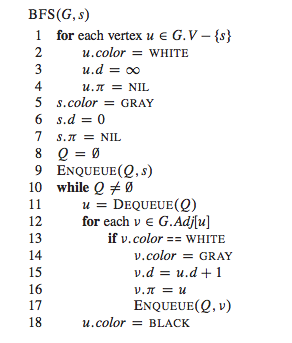 BFS(G, s)
1 for each vertex u ∈ G.V − {s}
2 u.color = WHITE
3 u.d = ∞
4 u.π = NIL
5 s.color = GRAY
6 s.d = 0
7 s.π = NIL
8 Q = Ø
9 ENQUEUE(Q, s)
10 while Q ≠ Ø
11 u = DEQUEUE(Q)
12 for each v ∈ G.Adj[u]
13 if v.color == WHITE
14 v.color = GRAY
15 v.d = u.d + 1
16 v.π = u
17 ENQUEUE(Q, v)
18 u.color = BLACK